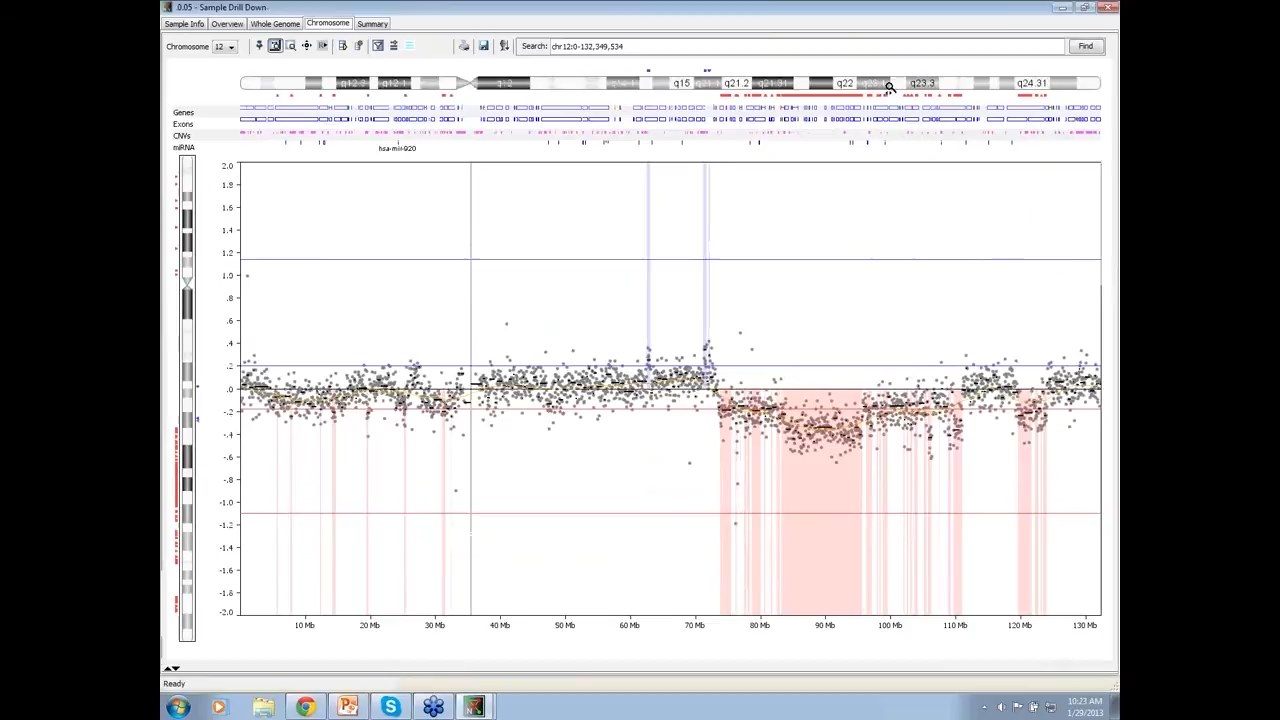 .0.05 - Sample Drill Down
Sample Info Overview Whole Genome Chromosome Summary
Chromosome 12 Search: chr12:0-132,349,534 Find
q12 q15 q21.2 q21.31 q22 q23.3 q24.31
Genes
Exons
CNVs
miRNA
hsa-mir-920
2.0
1.8
1.6
1.4
1.2
1.0
.8
.6
.4
.2
.0
-.2
-.4
-.6
-.8
-1.0
-1.2
-1.4
-1.6
-1.8
-2.0
10 Mb 20 Mb 30 Mb 40 Mb 50 Mb 60 Mb 70 Mb 80 Mb 90 Mb 100 Mb 110 Mb 120 Mb 130 Mb
Ready
10:23 AM
1/29/2013